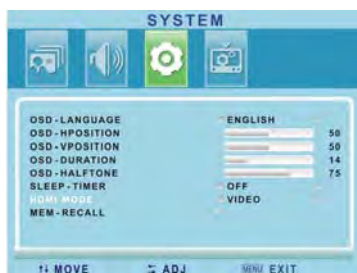 SYSTEM
OSD-LANGUAGE ENGLISH
OSD-HPOSITION 50
OSD-VPOSITION 50
OSD-DURATION 14
OSD-HALFTONE 75
SLEEP-TIMER OFF
HDMI MODE VIDEO
MEM-RECALL
↑↓ MOVE ⇆ ADJ MENU EXIT